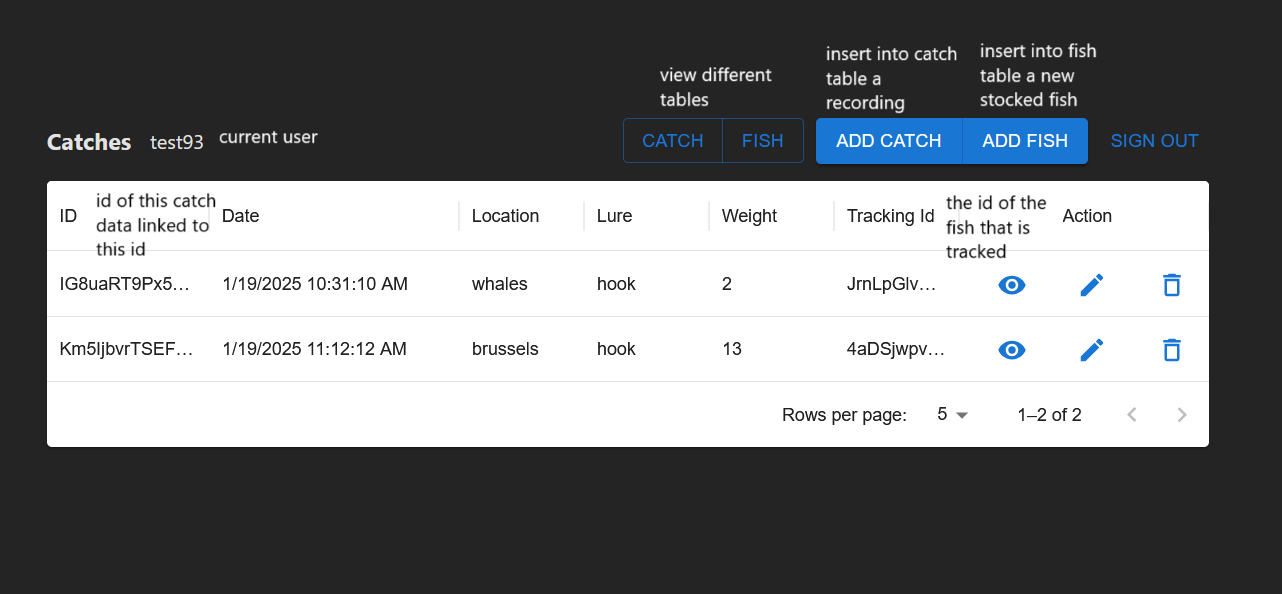 view different
tables
insert into catch
table a
recording
insert into fish
table a new
stocked fish
Catches test93 current user
CATCH FISH ADD CATCH ADD FISH SIGN OUT
id of this catch
data linked to
this id
the id of the
fish that is
tracked
ID Date Location Lure Weight Tracking Id Action
IG8uaRT9Px5... 1/19/2025 10:31:10 AM whales hook 2 JrnLpGlv...
Km5IjbvrTSEF... 1/19/2025 11:12:12 AM brussels hook 13 4aDSjwpv...
Rows per page: 5 1–2 of 2